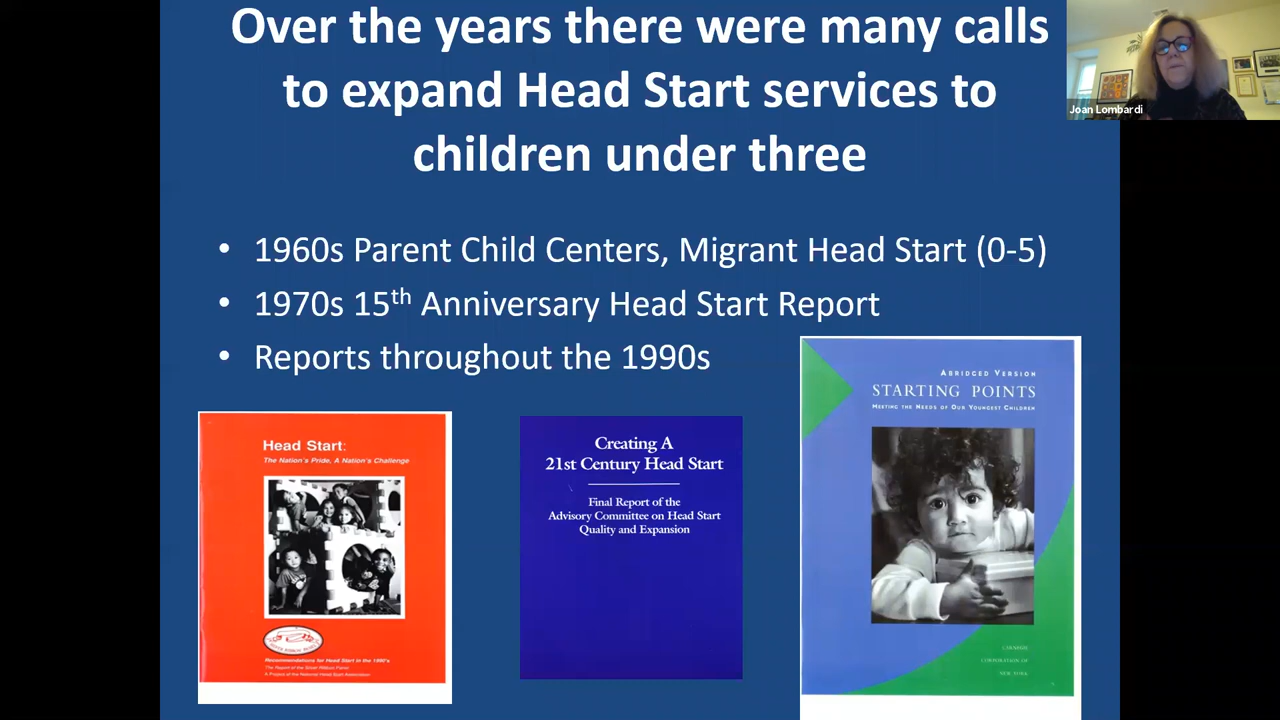 Over the years there were many calls
to expand Head Start services to
children under three
Joan Lombardi
• 1960s Parent Child Centers, Migrant Head Start (0-5)
• 1970s 15th Anniversary Head Start Report
• Reports throughout the 1990s
Head Start:
The Nation's Pride, A Nation's Challenge
Recommendations for Head Start in the 1990's
The Report of the Silver Ribbon Panel
A Project of the National Head Start Association
Creating A
21st Century Head Start
Final Report of the
Advisory Committee on Head Start
Quality and Expansion
ABRIDGED VERSION
STARTING POINTS
MEETING THE NEEDS OF OUR YOUNGEST CHILDREN
CARNEGIE
CORPORATION OF
NEW YORK